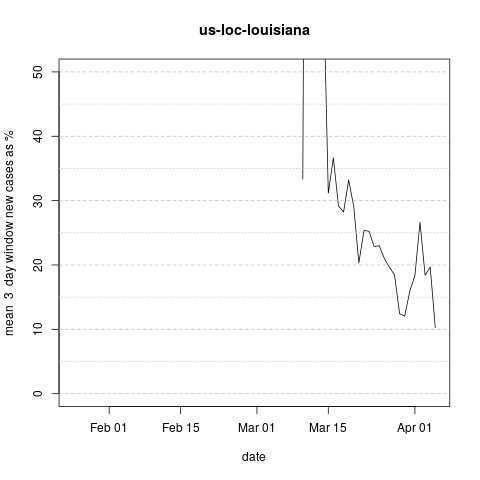 us-loc-louisiana
mean 3 day window new cases as %
50
40
30
20
10
0
Feb 01 Feb 15 Mar 01 Mar 15 Apr 01
date